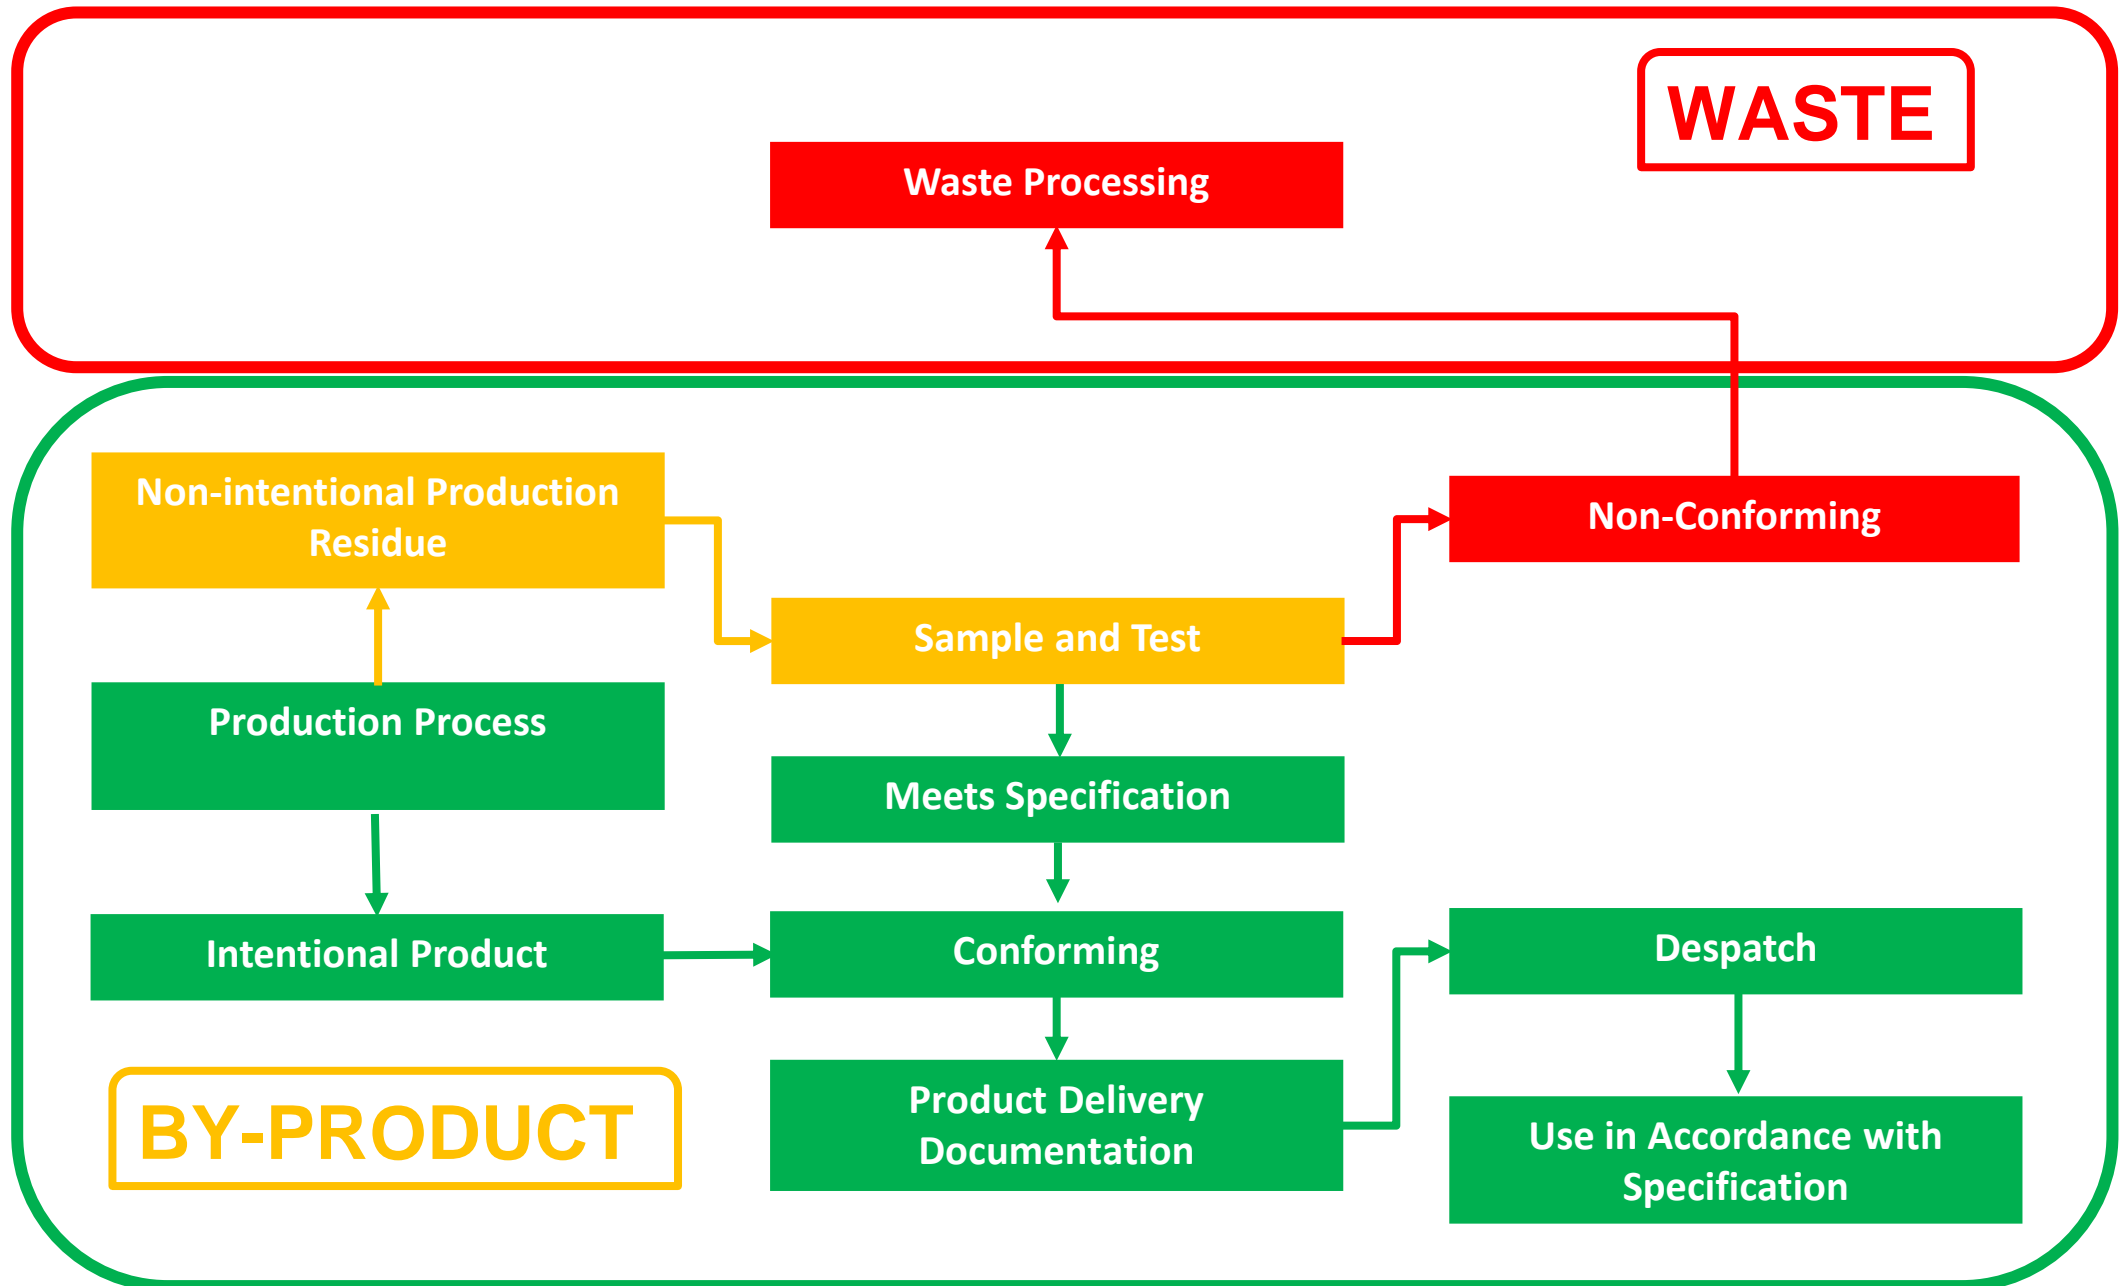 WASTE
Waste Processing
Non-intentional Production
Residue
Non-Conforming
Sample and Test
Production Process
Meets Specification
Intentional Product
Conforming
Despatch
BY-PRODUCT
Product Delivery
Documentation
Use in Accordance with
Specification